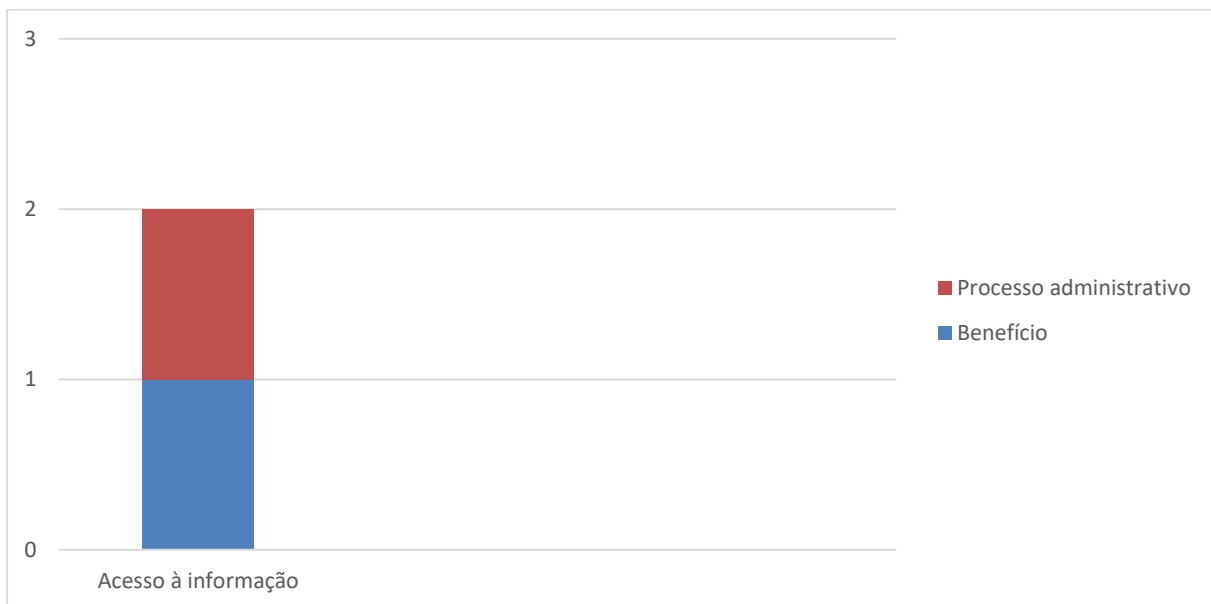 3
2
1
0
Acesso à informação
Processo administrativo
Benefício